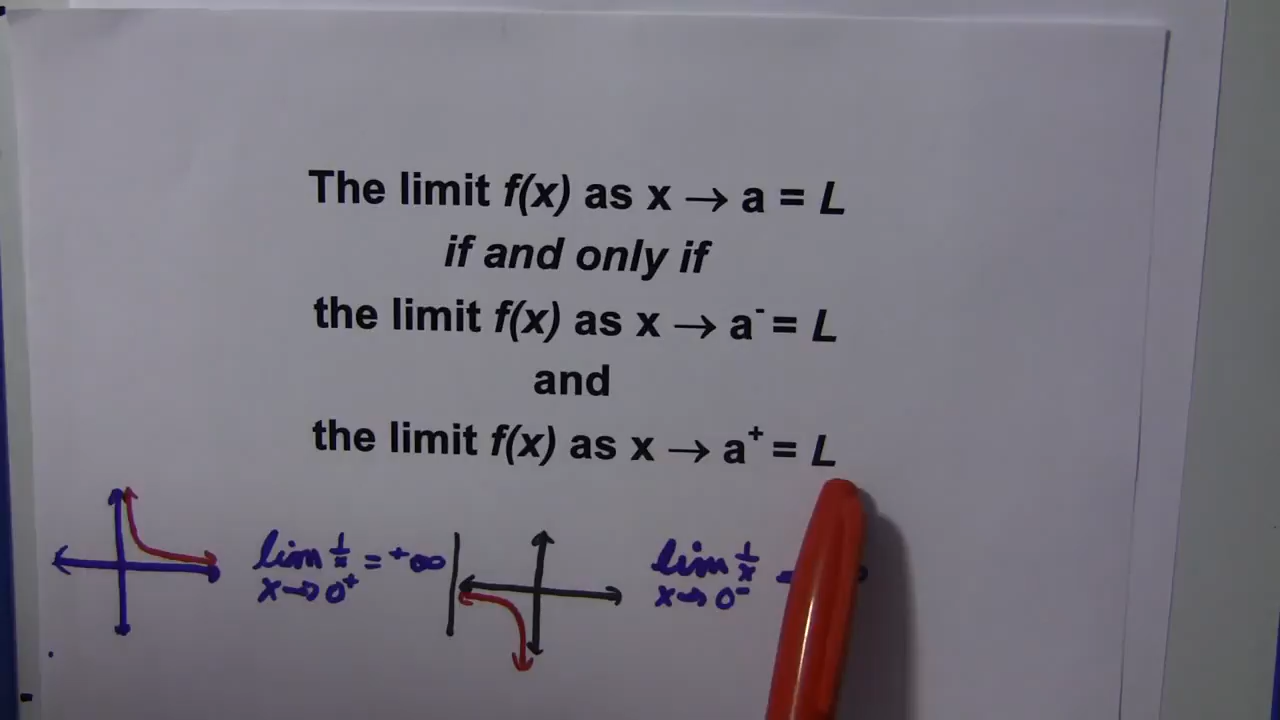 The limit f(x) as x → a = L
if and only if
the limit f(x) as x → a⁻ = L
and
the limit f(x) as x → a⁺ = L
lim 1/x = +∞
x→0⁺
lim 1/x
x→0⁻